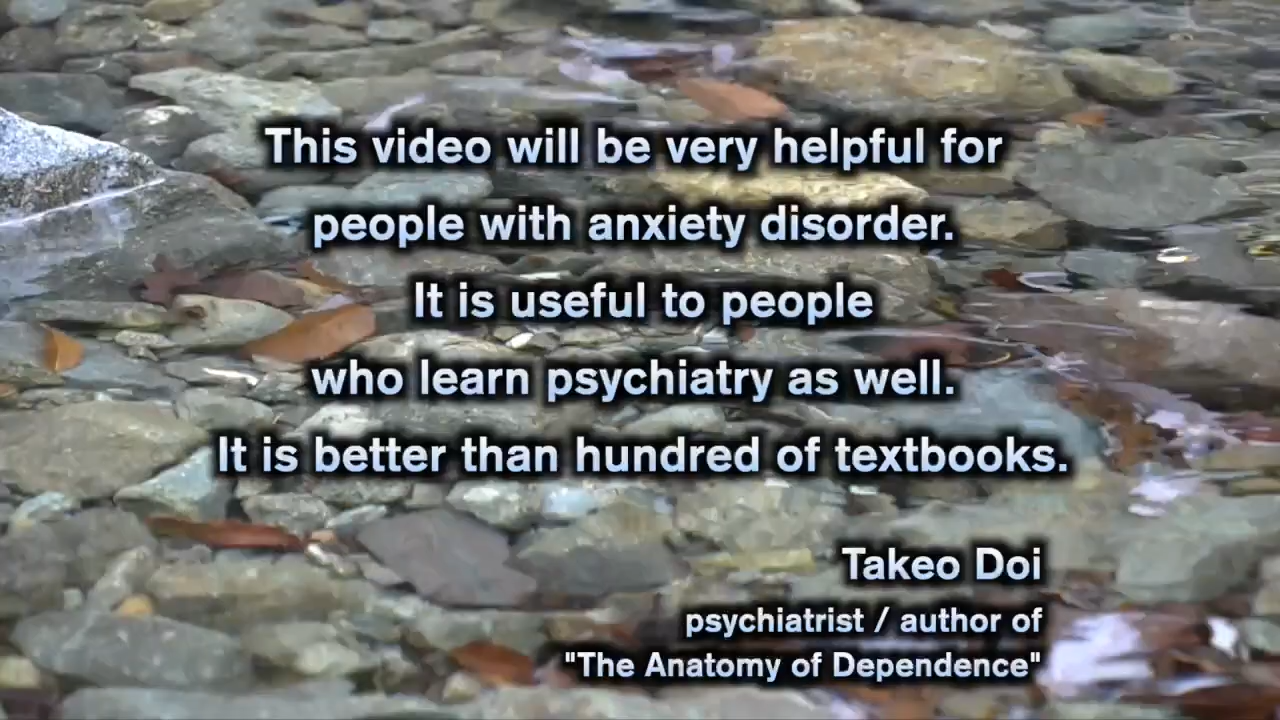 This video will be very helpful for
people with anxiety disorder.
It is useful to people
who learn psychiatry as well.
It is better than hundred of textbooks.
Takeo Doi
psychiatrist / author of
"The Anatomy of Dependence"